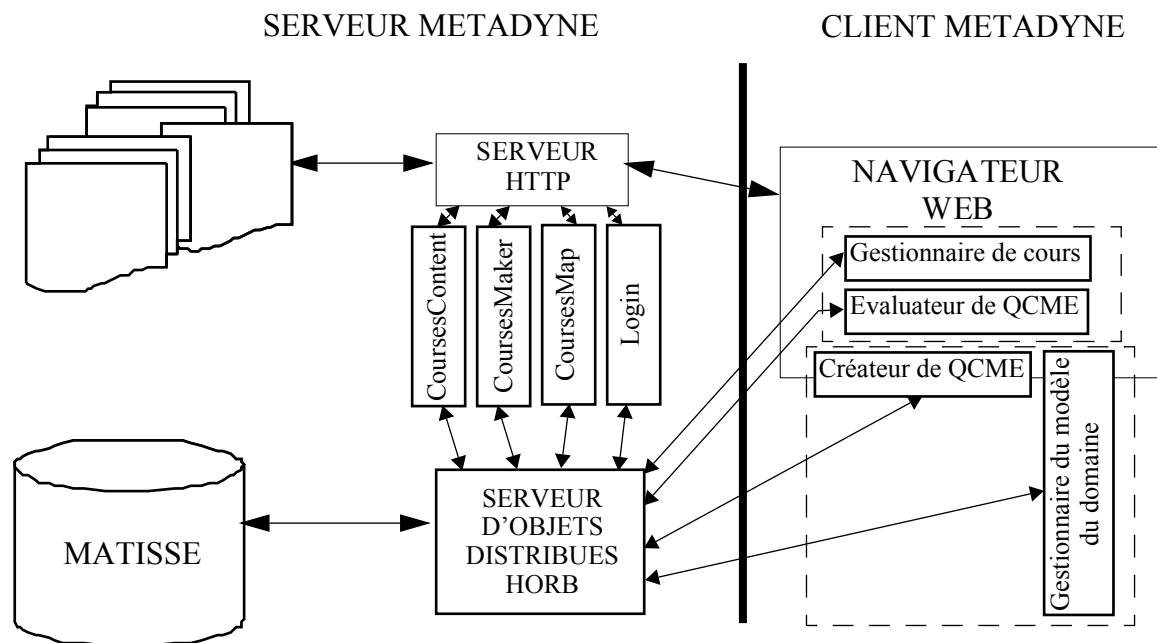 SERVEUR METADYNE
CLIENT METADYNE
SERVEUR
HTTP
NAVIGATEUR
WEB
CoursesContent
CoursesMaker
CoursesMap
Login
Gestionnaire de cours
Evaluateur de QCME
Créateur de QCME
Gestionnaire du modèle
du domaine
MATISSE
SERVEUR
D’OBJETS
DISTRIBUES
HORB